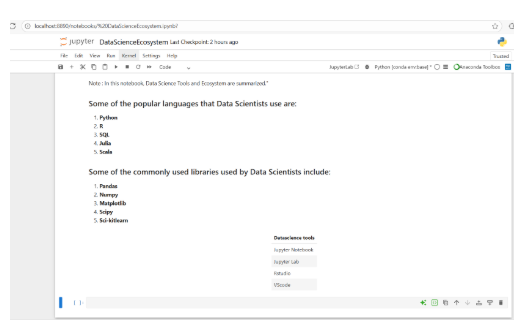 localhost:8890/notebooks/%20DataScienceEcosystem.ipynb?
jupyter DataScienceEcosystem Last Checkpoint: 2 hours ago
File Edit View Run Kernel Settings Help Trusted
Code JupyterLab Python [conda env:base] * Anaconda Toolbox
Note : In this notebook, Data Science Tools and Ecosystem are summarized."
Some of the popular languages that Data Scientists use are:
1. Python
2. R
3. SQL
4. Julia
5. Scala
Some of the commonly used libraries used by Data Scientists include:
1. Pandas
2. Numpy
3. Matplotlib
4. Scipy
5. Sci-kitlearn
Datascience tools
Jupyter Notebook
Jupyter Lab
Rstudio
VScode
[ ]: